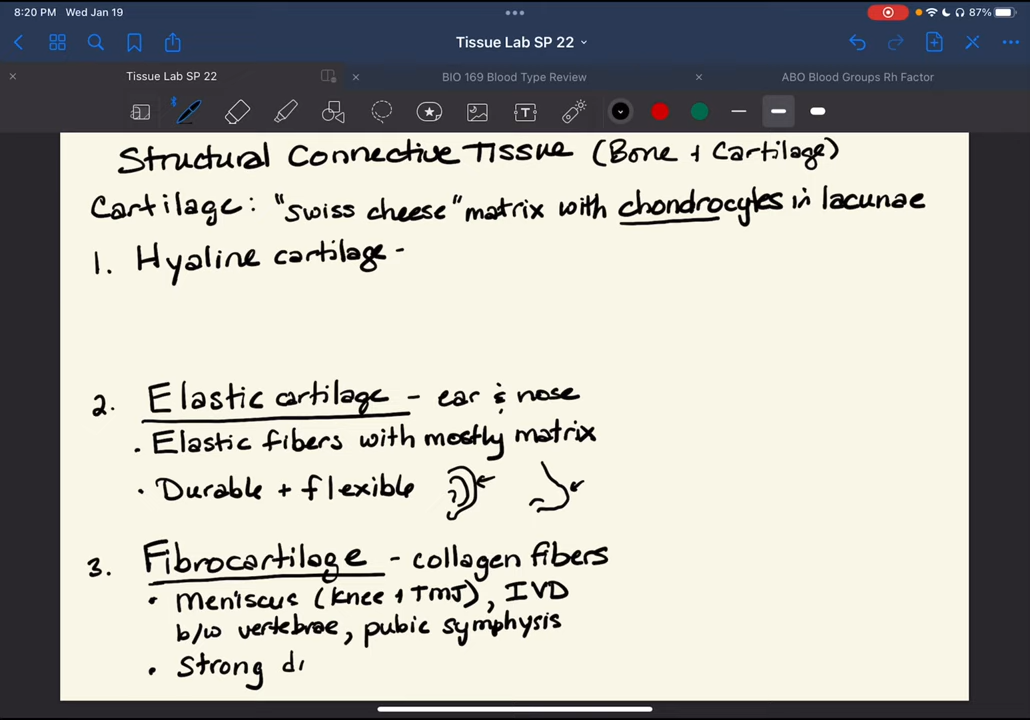 8:20 PM Wed Jan 19
87%
Tissue Lab SP 22
Tissue Lab SP 22
BIO 169 Blood Type Review
ABO Blood Groups Rh Factor
Structural Connective Tissue (Bone + Cartilage)
Cartilage: "swiss cheese" matrix with chondrocytes in lacunae
1. Hyaline cartilage -
2. Elastic cartilage - ear & nose
• Elastic fibers with mostly matrix
• Durable + flexible
3. Fibrocartilage - collagen fibers
• Meniscus (knee + TMJ), IVD
b/w vertebrae, pubic symphysis
• Strong